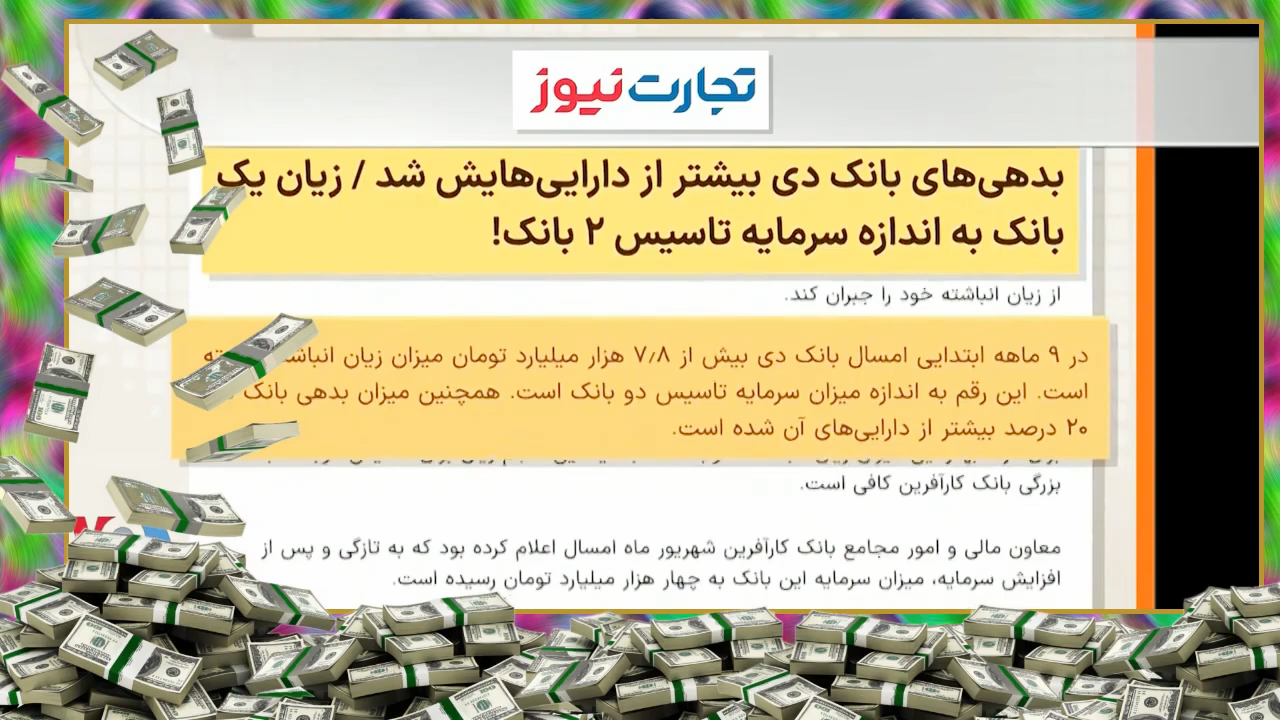 تجارت‌نیوز
بدهی‌های بانک دی بیشتر از دارایی‌هایش شد / زیان یک
بانک به اندازه سرمایه تاسیس ۲ بانک!
از زیان انباشته خود را جبران کند.
در ۹ ماهه ابتدایی امسال بانک دی بیش از ۷٫۸ هزار میلیارد تومان میزان زیان
است. این رقم به اندازه میزان سرمایه تاسیس دو بانک است. همچنین میزان بدهی بانک
۲۰ درصد بیشتر از دارایی‌های آن شده است.
بزرگی بانک کارآفرین کافی است.
معاون مالی و امور مجامع بانک کارآفرین شهریور ماه امسال اعلام کرده بود که به تازگی و پس از
افزایش سرمایه، میزان سرمایه این بانک به چهار هزار میلیارد تومان رسیده است.